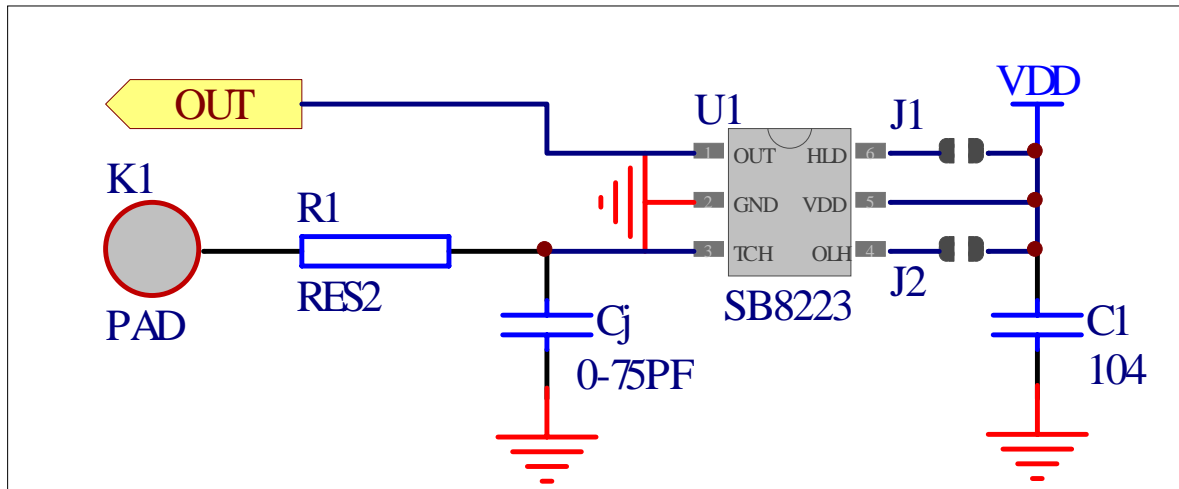 VDD
OUT
U1
J1
1 OUT HLD 6
K1
2 GND VDD 5
R1
3 TCH OLH 4
RES2
J2
PAD
SB8223
Cj
C1
0-75PF
104